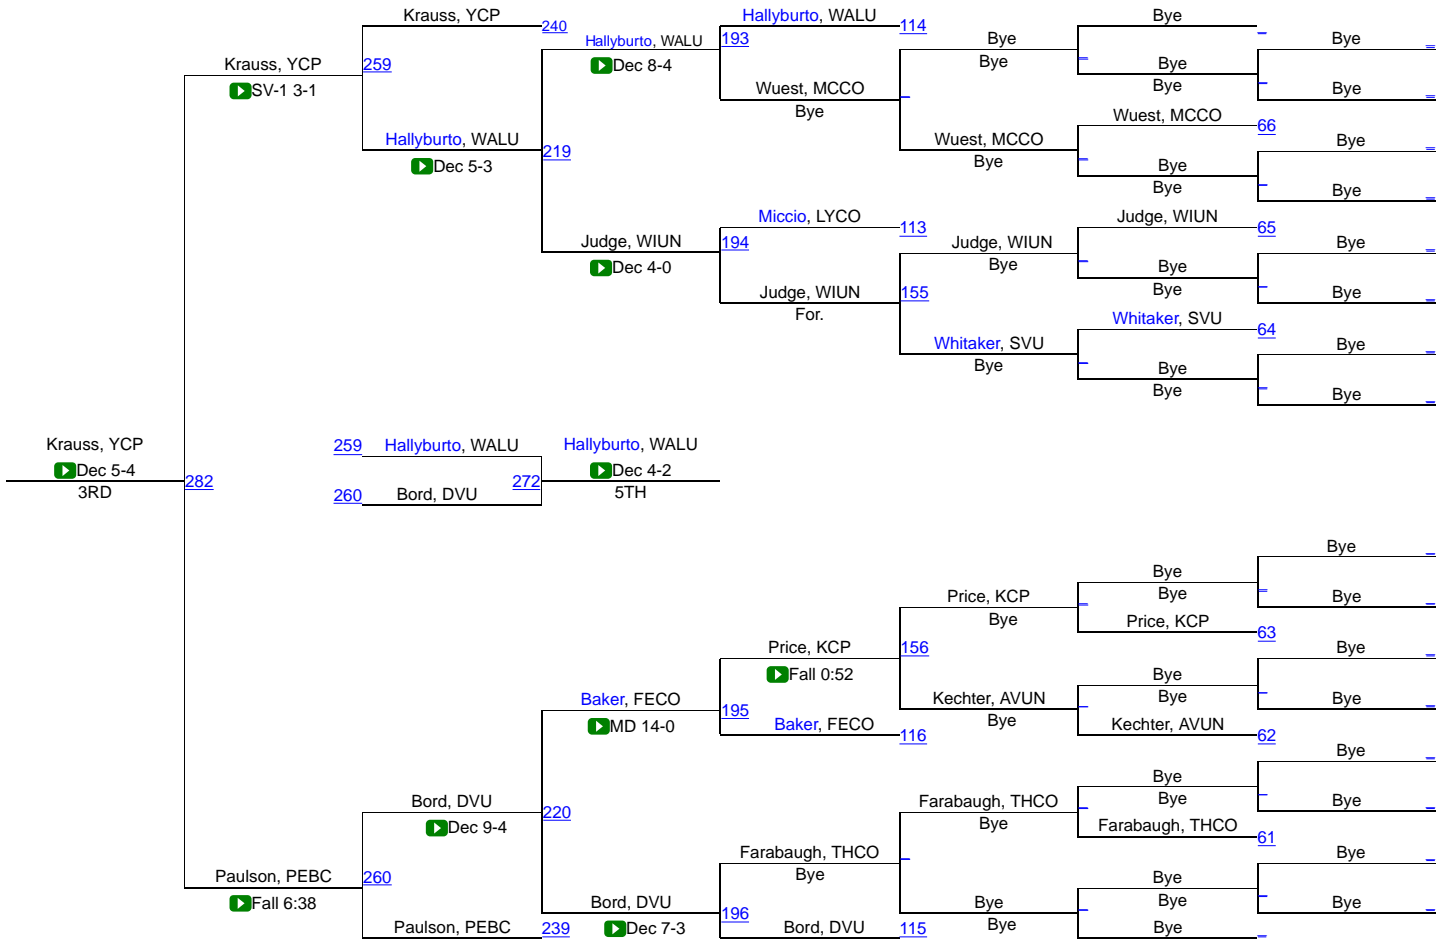 Krauss, YCP
240
Hallyburto, WALU
114
Bye
Hallyburto, WALU
193
Bye
Bye
Krauss, YCP
259
Dec 8-4
Bye
Bye
SV-1 3-1
Wuest, MCCO
Bye
Bye
Bye
Wuest, MCCO
66
Hallyburto, WALU
219
Wuest, MCCO
Bye
Dec 5-3
Bye
Bye
Bye
Bye
Miccio, LYCO
113
Judge, WIUN
65
Judge, WIUN
194
Judge, WIUN
Bye
Dec 4-0
Bye
Bye
Judge, WIUN
155
Bye
Bye
For.
Whitaker, SVU
64
Whitaker, SVU
Bye
Bye
Bye
Bye
Bye
Krauss, YCP
259
Hallyburto, WALU
Hallyburto, WALU
Dec 5-4
Dec 4-2
282
272
3RD
260
Bord, DVU
5TH
Bye
Bye
Bye
Bye
Price, KCP
Bye
Price, KCP
63
Price, KCP
156
Bye
Fall 0:52
Bye
Baker, FECO
195
Kechter, AVUN
Bye
Bye
MD 14-0
Baker, FECO
116
Bye
Kechter, AVUN
62
Bye
Bye
Bord, DVU
220
Farabaugh, THCO
Bye
Bye
Dec 9-4
Bye
Farabaugh, THCO
61
Farabaugh, THCO
Bye
Paulson, PEBC
260
Bye
Bye
Fall 6:38
Bord, DVU
196
Bye
Bye
Bye
Paulson, PEBC
239
Dec 7-3
Bord, DVU
115
Bye
Bye